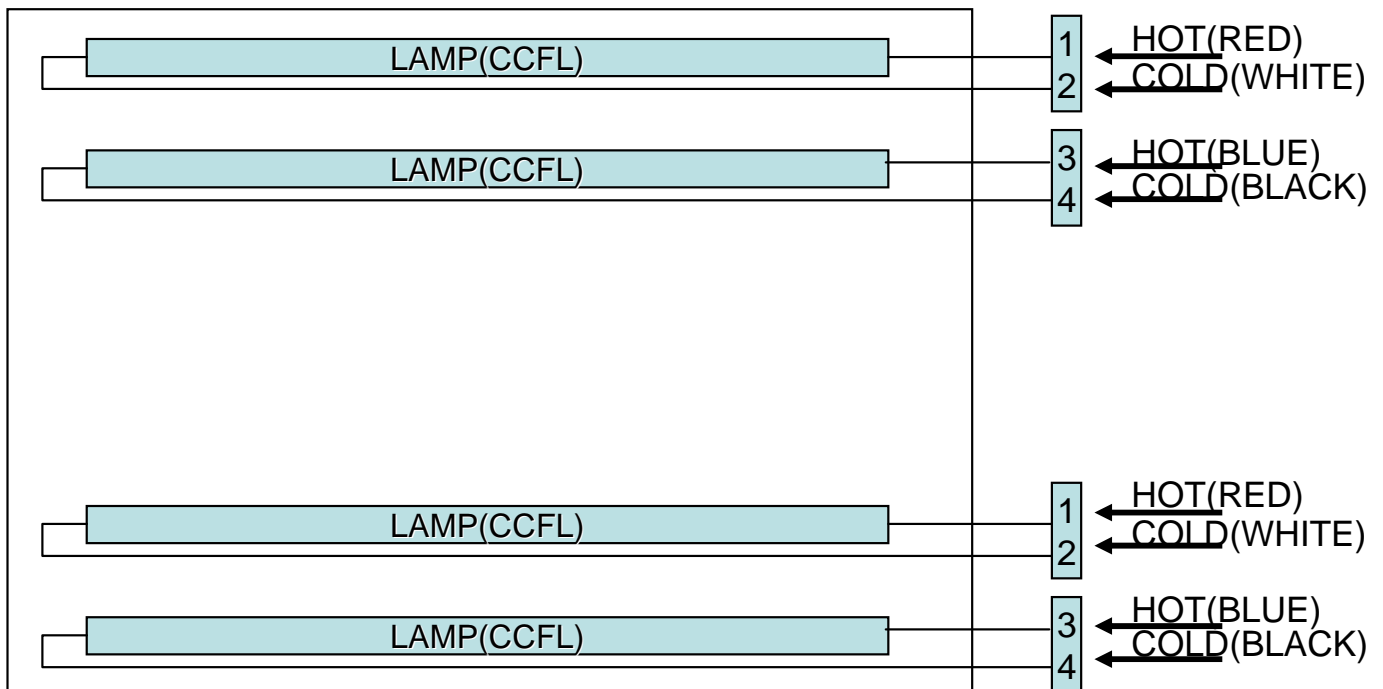 LAMP(CCFL)
1
HOT(RED)
2
COLD(WHITE)
LAMP(CCFL)
3
HOT(BLUE)
4
COLD(BLACK)
LAMP(CCFL)
1
HOT(RED)
2
COLD(WHITE)
LAMP(CCFL)
3
HOT(BLUE)
4
COLD(BLACK)